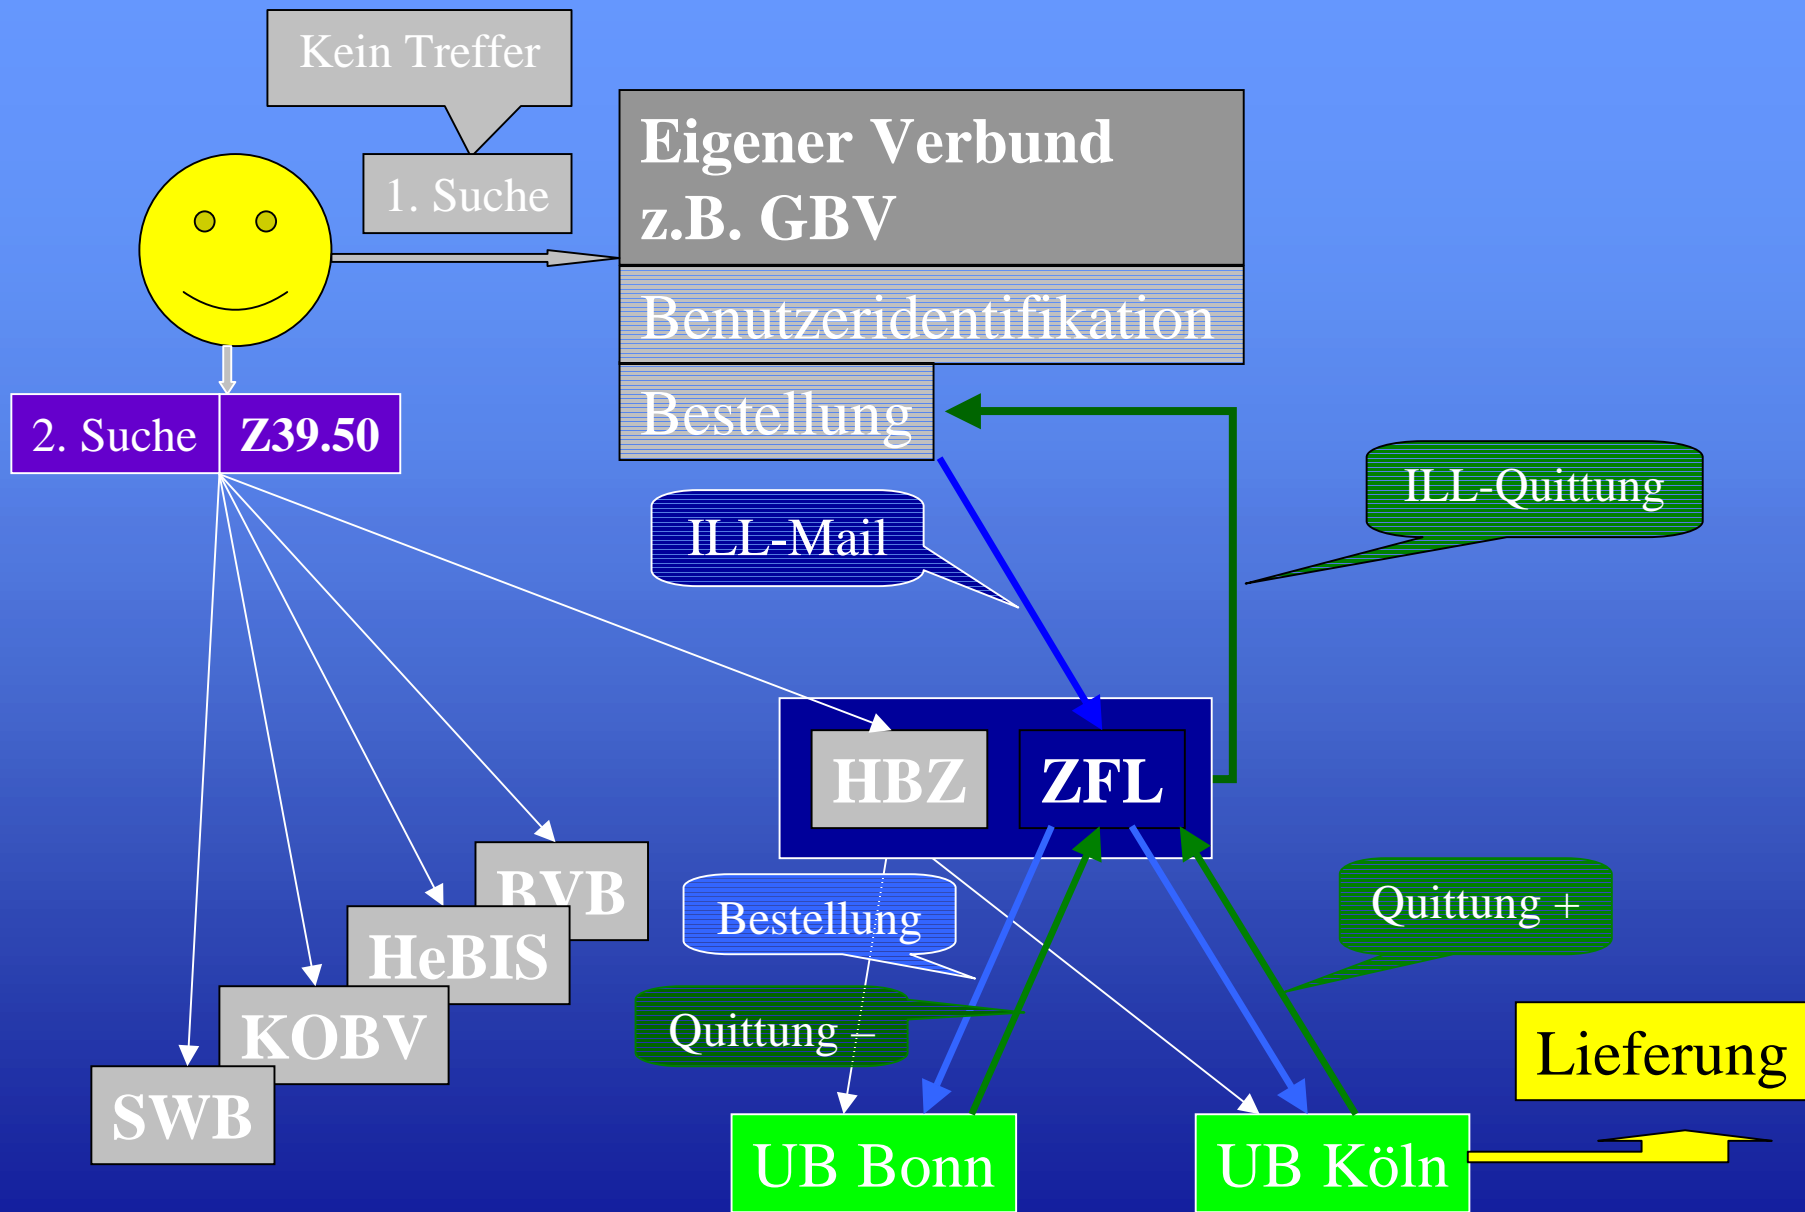 Kein Treffer
1. Suche
Eigener Verbund
z.B. GBV
Benutzeridentifikation
Bestellung
2. Suche Z39.50
ILL-Mail
ILL-Quittung
HBZ ZFL
BVB
HeBIS
KOBV
SWB
Bestellung
Quittung +
Quittung –
Lieferung
UB Bonn
UB Köln